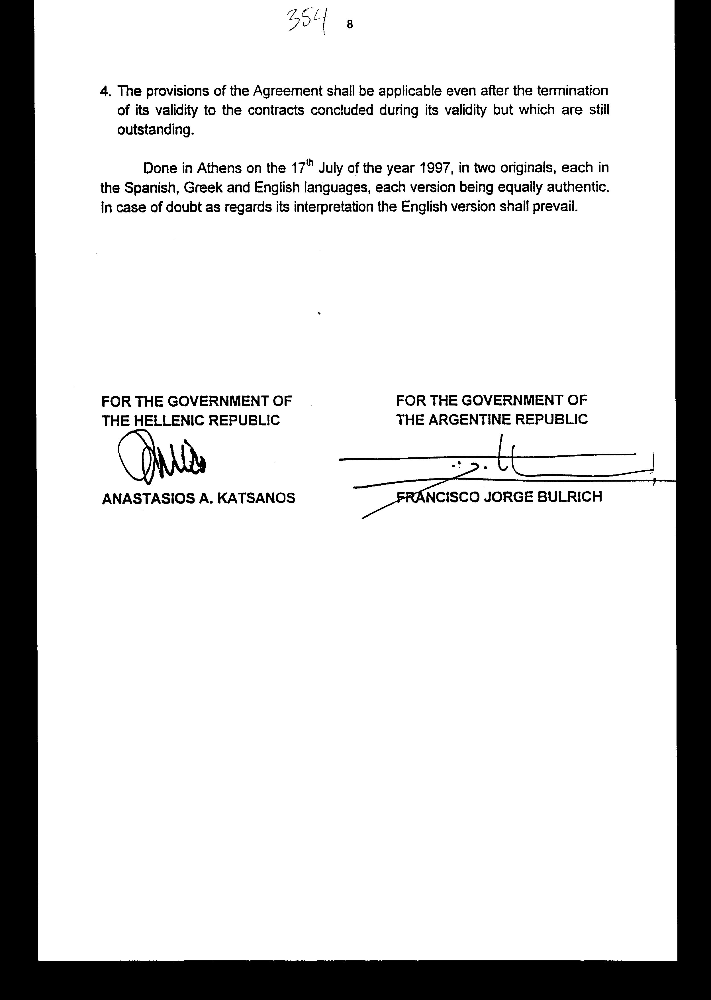 354 8
4. The provisions of the Agreement shall be applicable even after the termination
of its validity to the contracts concluded during its validity but which are still
outstanding.
Done in Athens on the 17th July of the year 1997, in two originals, each in
the Spanish, Greek and English languages, each version being equally authentic.
In case of doubt as regards its interpretation the English version shall prevail.
FOR THE GOVERNMENT OF
THE HELLENIC REPUBLIC
ANASTASIOS A. KATSANOS
FOR THE GOVERNMENT OF
THE ARGENTINE REPUBLIC
FRANCISCO JORGE BULRICH